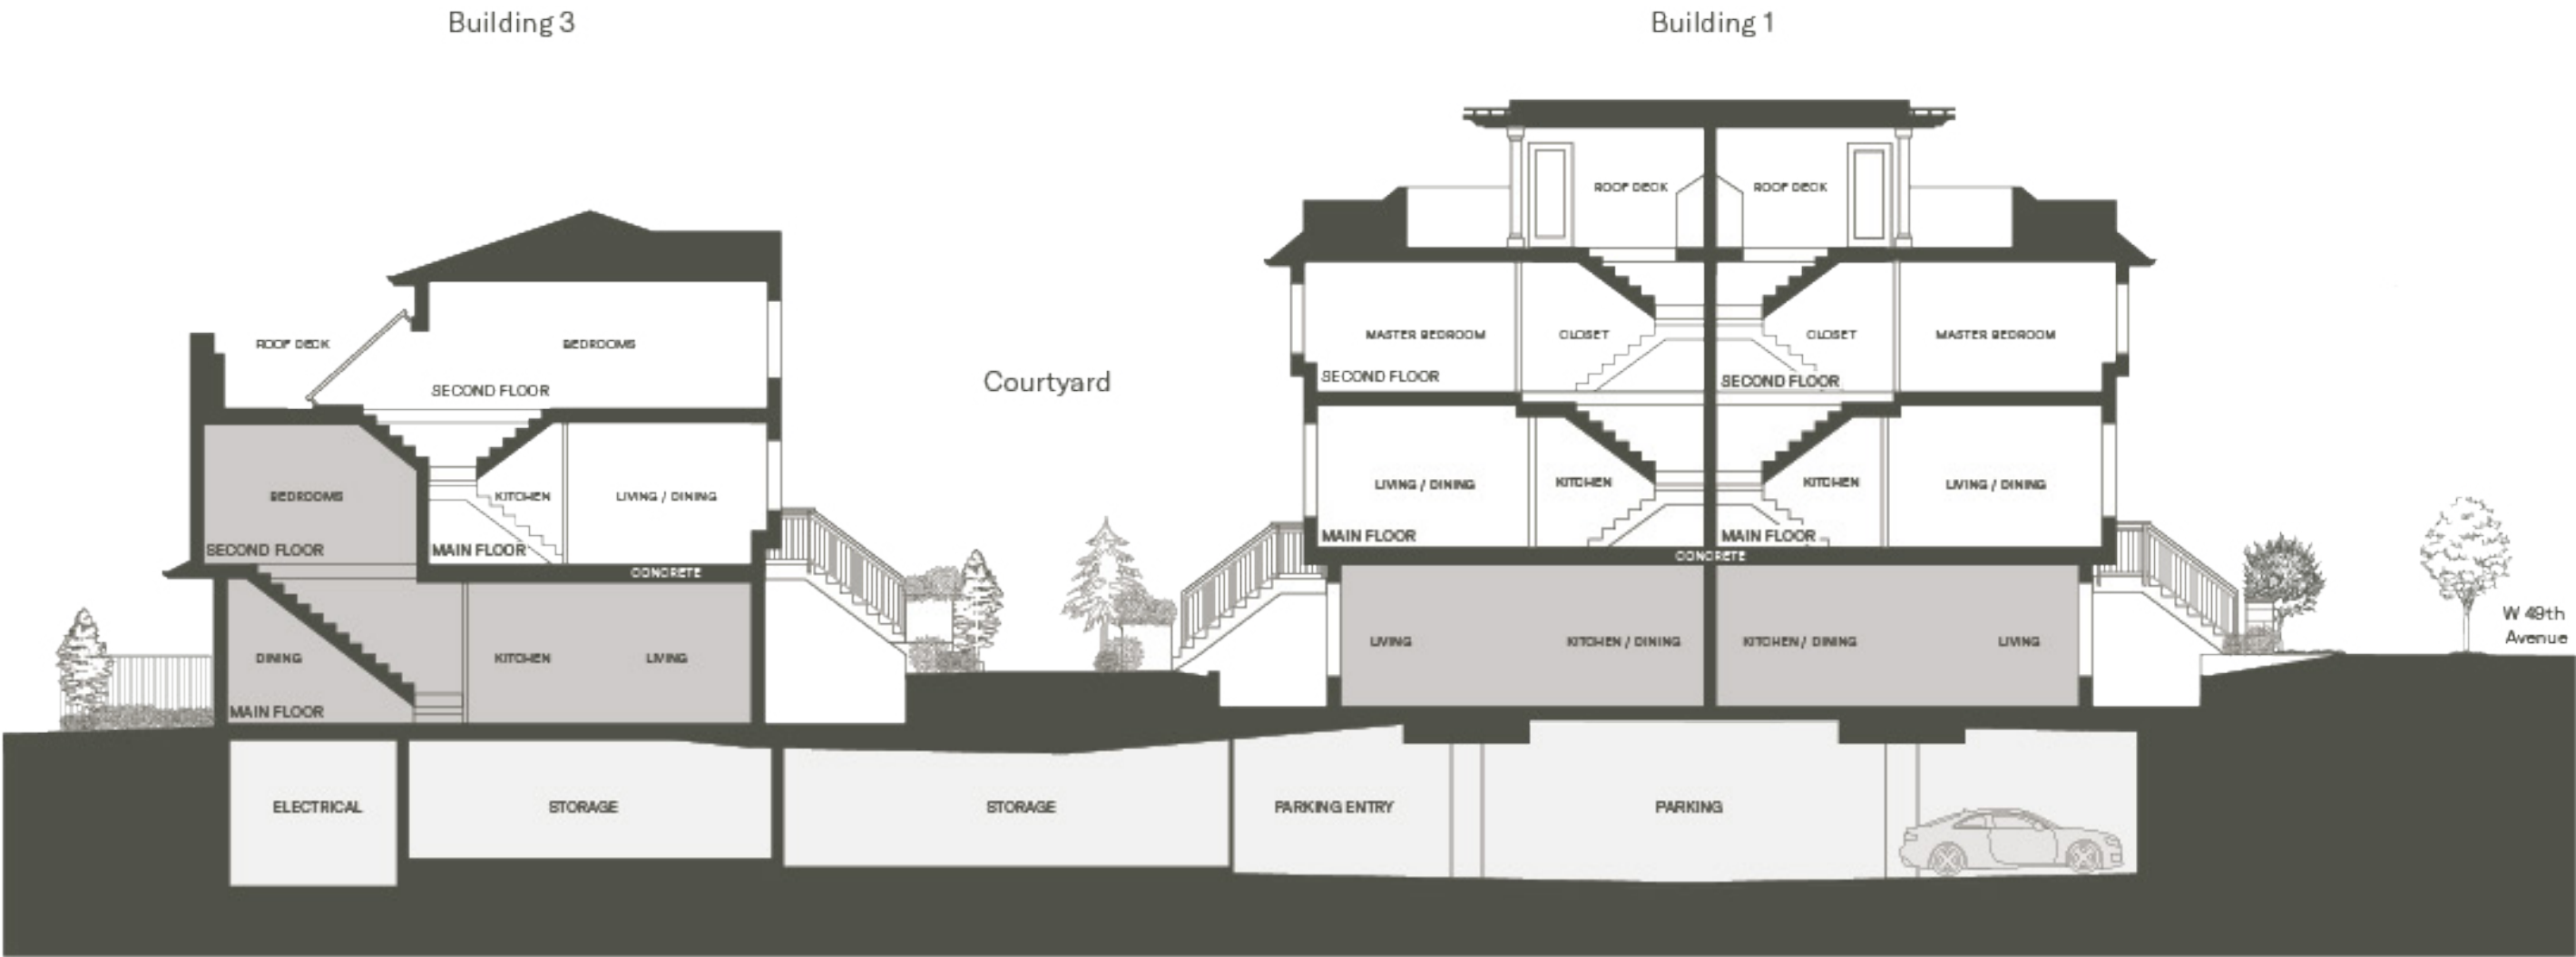 Building 3
Building 1
ROOF DECK
ROOF DECK
ROOF DECK
BEDROOMS
SECOND FLOOR
Courtyard
MASTER BEDROOM
CLOSET
CLOSET
MASTER BEDROOM
SECOND FLOOR
SECOND FLOOR
BEDROOMS
SECOND FLOOR
KITCHEN
LIVING / DINING
MAIN FLOOR
CONCRETE
LIVING / DINING
KITCHEN
KITCHEN
LIVING / DINING
MAIN FLOOR
MAIN FLOOR
CONCRETE
DINING
KITCHEN
LIVING
MAIN FLOOR
LIVING
KITCHEN / DINING
KITCHEN / DINING
LIVING
W 49th
Avenue
ELECTRICAL
STORAGE
STORAGE
PARKING ENTRY
PARKING